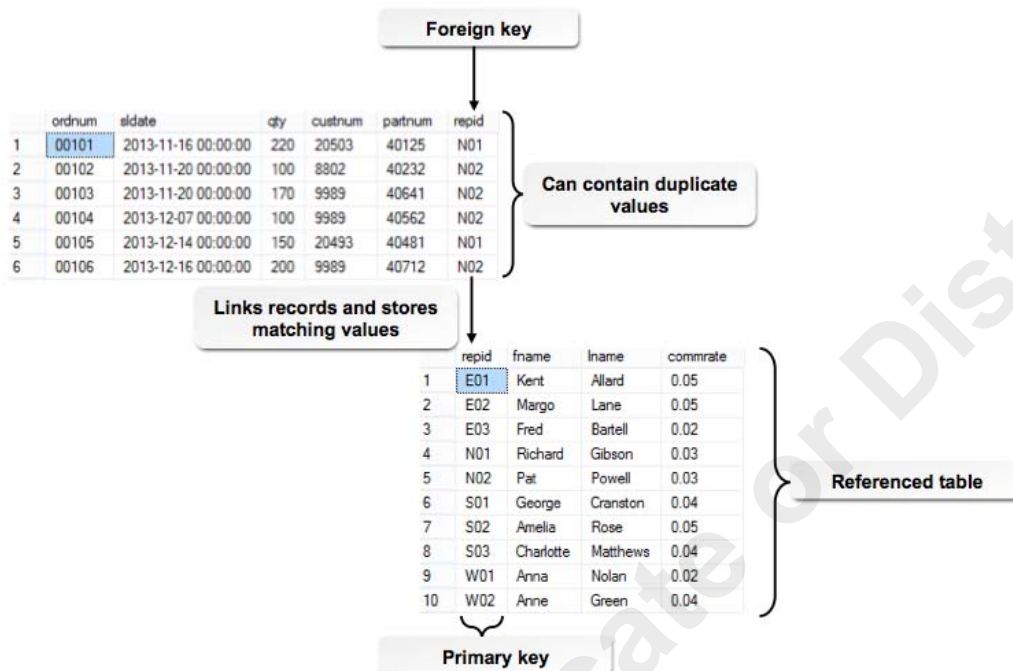 Foreign key
ordnum sldate qty custnum partnum repid
1 00101 2013-11-16 00:00:00 220 20503 40125 N01
2 00102 2013-11-20 00:00:00 100 8802 40232 N02
3 00103 2013-11-20 00:00:00 170 9989 40641 N02
4 00104 2013-12-07 00:00:00 100 9989 40562 N02
5 00105 2013-12-14 00:00:00 150 20493 40481 N01
6 00106 2013-12-16 00:00:00 200 9989 40712 N02
Can contain duplicate
values
Links records and stores
matching values
repid fname lname commrate
1 E01 Kent Allard 0.05
2 E02 Margo Lane 0.05
3 E03 Fred Bartell 0.02
4 N01 Richard Gibson 0.03
5 N02 Pat Powell 0.03
6 S01 George Cranston 0.04
7 S02 Amelia Rose 0.05
8 S03 Charlotte Matthews 0.04
9 W01 Anna Nolan 0.02
10 W02 Anne Green 0.04
Referenced table
Primary key
or